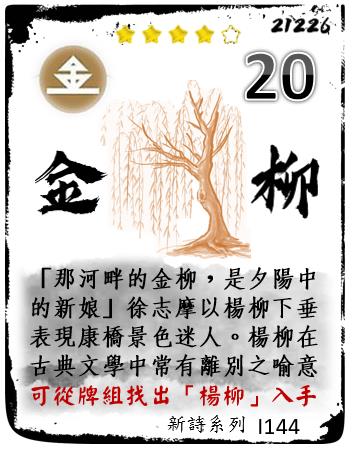 21226
金
20
金柳
「那河畔的金柳，是夕陽中
的新娘」徐志摩以楊柳下垂
表現康橋景色迷人。楊柳在
古典文學中常有離別之喻意
可從牌組找出「楊柳」入手
新詩系列 I144